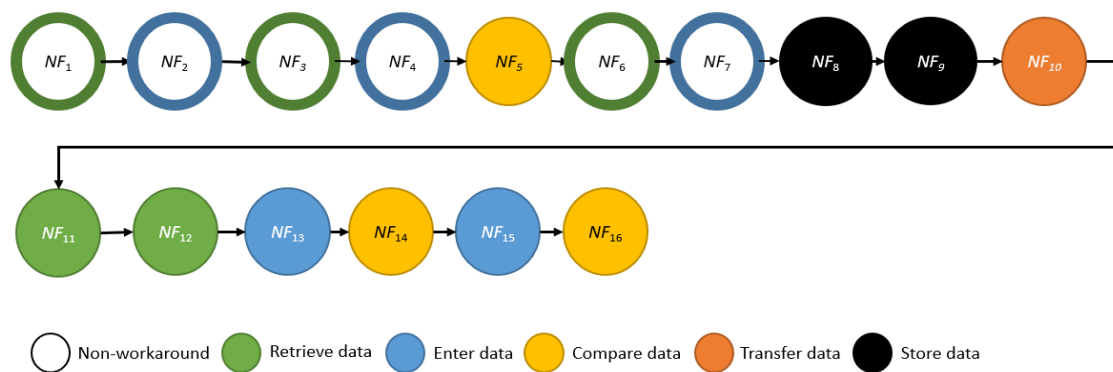 NF₁ NF₂ NF₃ NF₄ NF₅ NF₆ NF₇ NF₈ NF₉ NF₁₀
NF₁₁ NF₁₂ NF₁₃ NF₁₄ NF₁₅ NF₁₆
Non-workaround Retrieve data Enter data Compare data Transfer data Store data